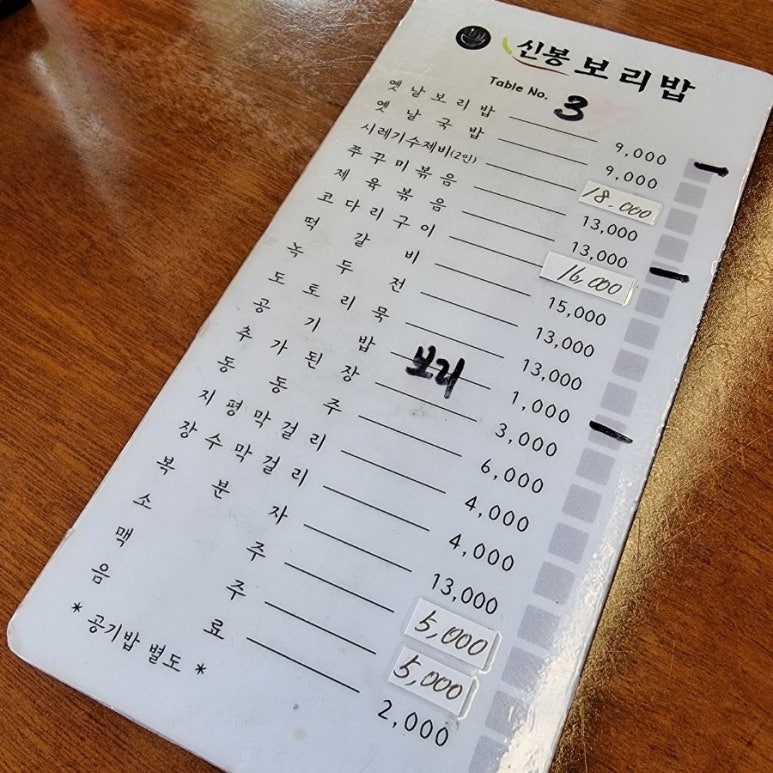 신봉 보리밥
Table No. 3
옛날보리밥 9,000
옛날국밥 9,000
시레기수제비(2인) 18.000
쭈꾸미볶음 13,000
제육볶음 13,000
코다리구이 16,000
떡갈비 15,000
녹두전 13,000
도토리묵 13,000
공기밥 보리 1,000
추가된장 3,000
동동주 6,000
지평막걸리 4,000
장수막걸리 4,000
복분자 13,000
소주 5,000
맥주 5,000
음료 2,000
* 공기밥 별도 *